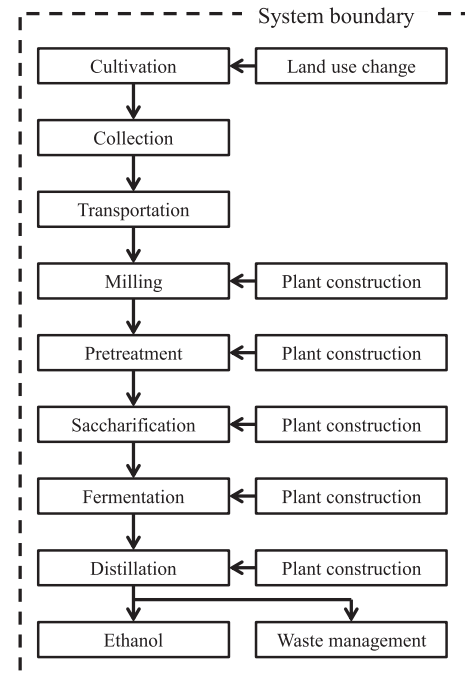 System boundary
Cultivation
Land use change
Collection
Transportation
Milling
Plant construction
Pretreatment
Plant construction
Saccharification
Plant construction
Fermentation
Plant construction
Distillation
Plant construction
Ethanol
Waste management